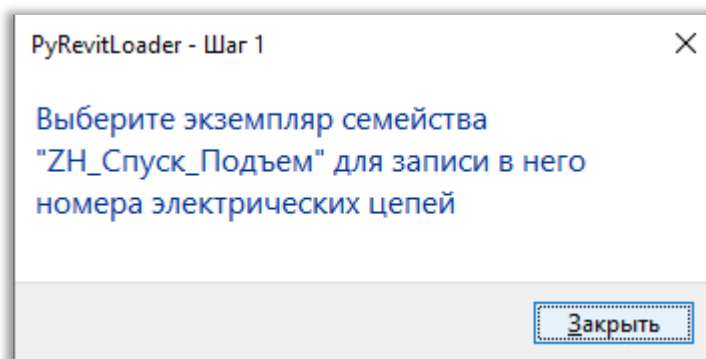 PyRevitLoader - Шаг 1
Выберите экземпляр семейства
"ZH_Спуск_Подъем" для записи в него
номера электрических цепей
Закрыть